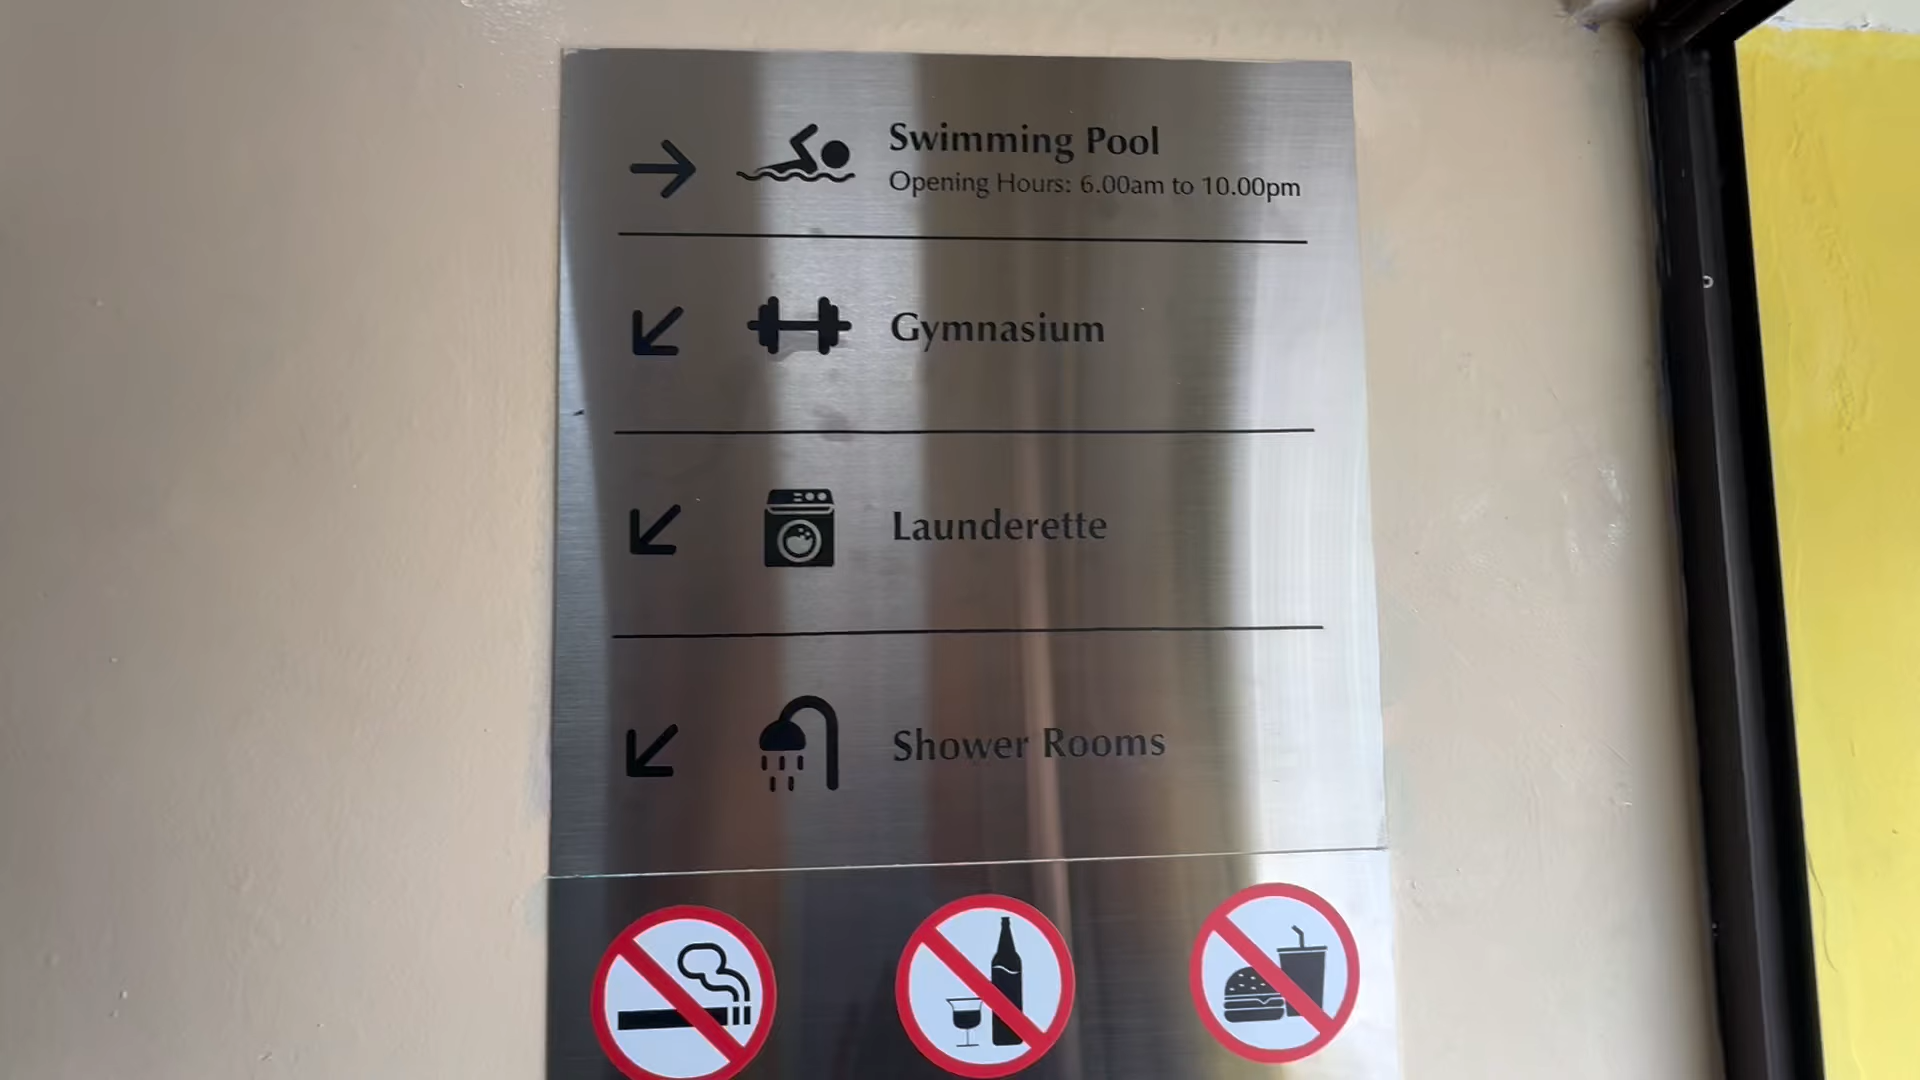 Swimming Pool
Opening Hours: 6.00am to 10.00pm
Gymnasium
Launderette
Shower Rooms